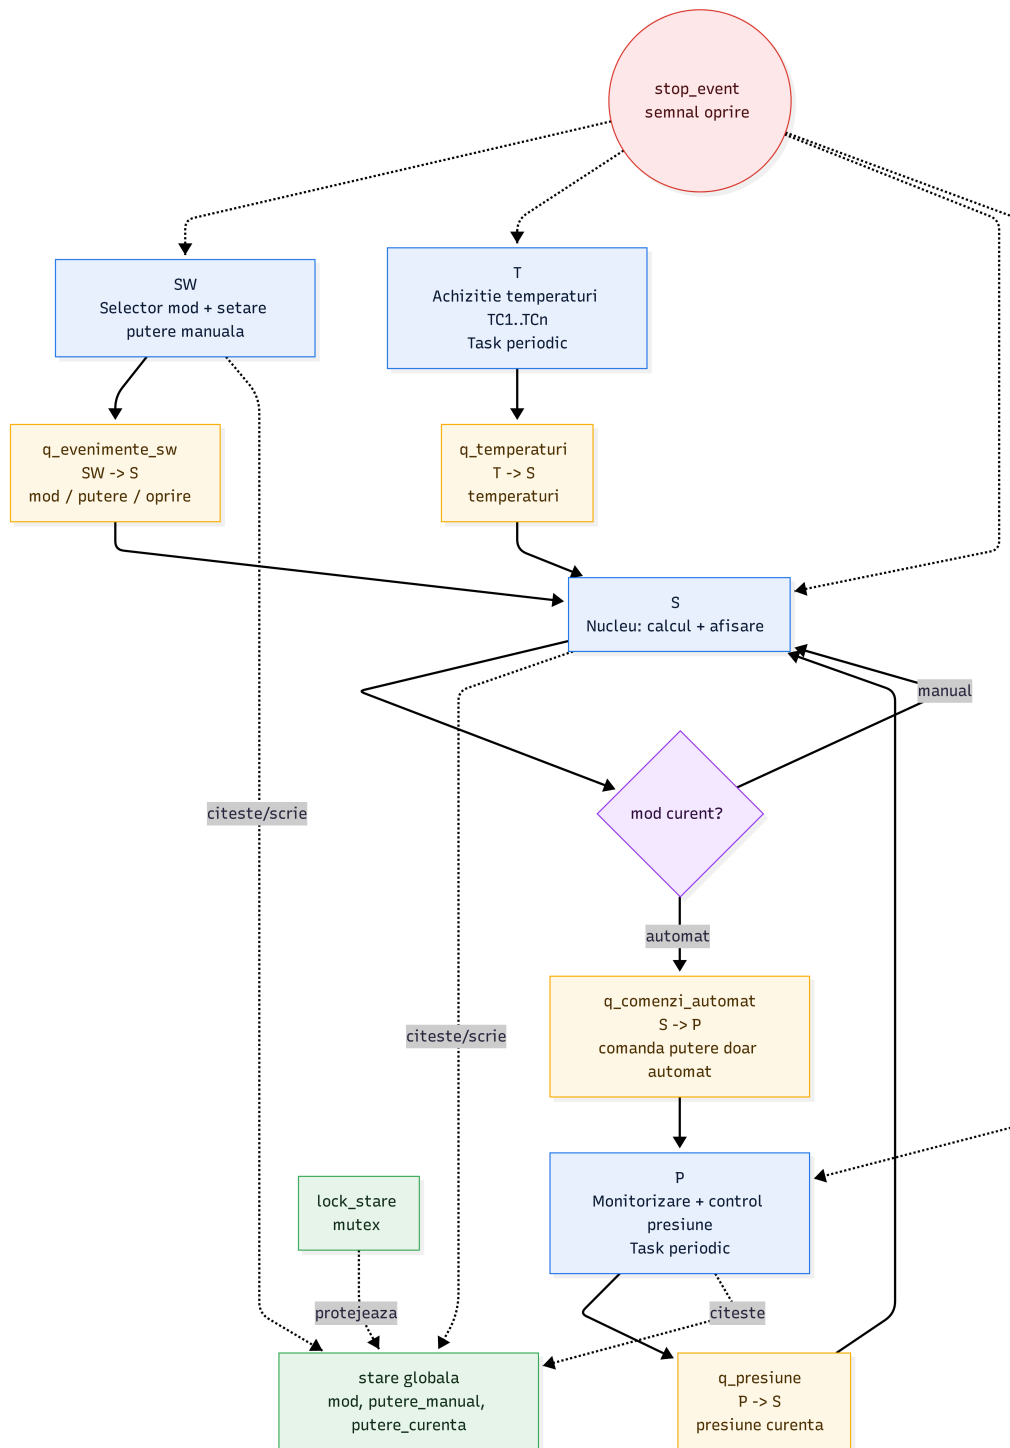 stop_event
semnal oprire
SW
Selector mod + setare
putere manuala
T
Achizitie temperaturi
TC1..TCn
Task periodic
q_evenimente_sw
SW -> S
mod / putere / oprire
q_temperaturi
T -> S
temperaturi
S
Nucleu: calcul + afisare
manual
mod curent?
citeste/scrie
automat
q_comenzi_automat
S -> P
comanda putere doar
automat
citeste/scrie
P
Monitorizare + control
presiune
Task periodic
lock_stare
mutex
protejeaza
citeste
stare globala
mod, putere_manual,
putere_curenta
q_presiune
P -> S
presiune curenta